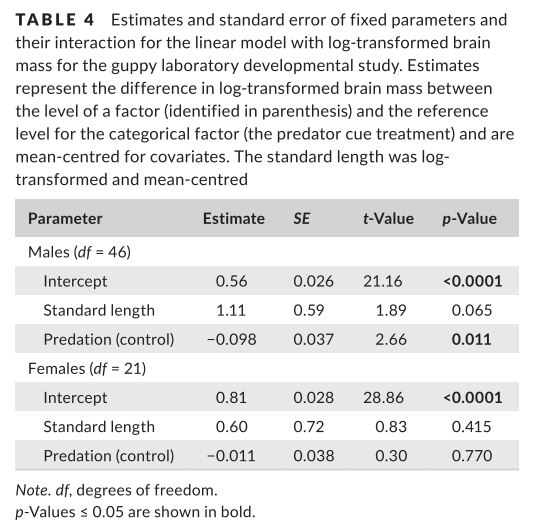 TABLE 4 Estimates and standard error of fixed parameters and
their interaction for the linear model with log-transformed brain
mass for the guppy laboratory developmental study. Estimates
represent the difference in log-transformed brain mass between
the level of a factor (identified in parenthesis) and the reference
level for the categorical factor (the predator cue treatment) and are
mean-centred for covariates. The standard length was log-
transformed and mean-centred
Parameter Estimate SE t-Value p-Value
Males (df = 46)
Intercept 0.56 0.026 21.16 <0.0001
Standard length 1.11 0.59 1.89 0.065
Predation (control) −0.098 0.037 2.66 0.011
Females (df = 21)
Intercept 0.81 0.028 28.86 <0.0001
Standard length 0.60 0.72 0.83 0.415
Predation (control) −0.011 0.038 0.30 0.770
Note. df, degrees of freedom.
p-Values ≤ 0.05 are shown in bold.